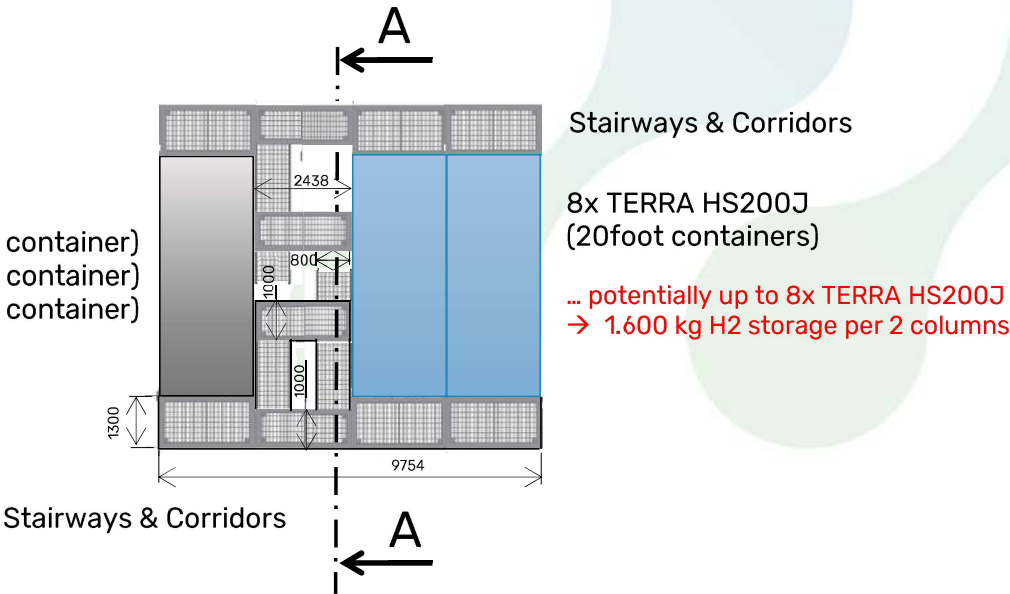 A
Stairways & Corridors
2438
8x TERRA HS200J
(20foot containers)
container)
container)
container)
800
1000
… potentially up to 8x TERRA HS200J
→ 1.600 kg H2 storage per 2 columns
1000
1300
9754
Stairways & Corridors
A